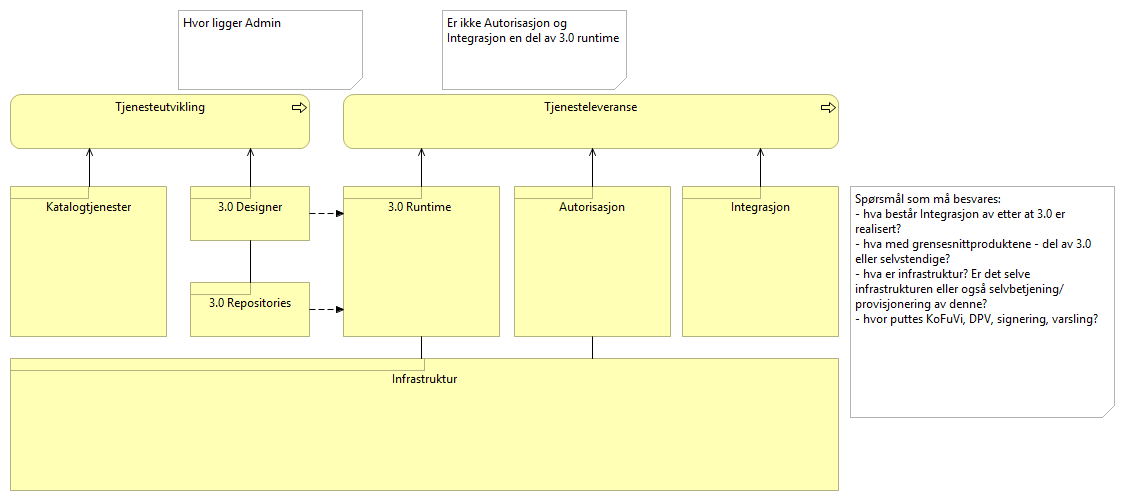 Hvor ligger Admin
Er ikke Autorisasjon og
Integrasjon en del av 3.0 runtime
Tjenesteutvikling
Tjenesteleveranse
Katalogtjenester
3.0 Designer
3.0 Runtime
Autorisasjon
Integrasjon
3.0 Repositories
Infrastruktur
Spørsmål som må besvares:
- hva består Integrasjon av etter at 3.0 er
realisert?
- hva med grensesnittproduktene - del av 3.0
eller selvstendige?
- hva er infrastruktur? Er det selve
infrastrukturen eller også selvbetjening/
provisjonering av denne?
- hvor puttes KoFuVi, DPV, signering, varsling?